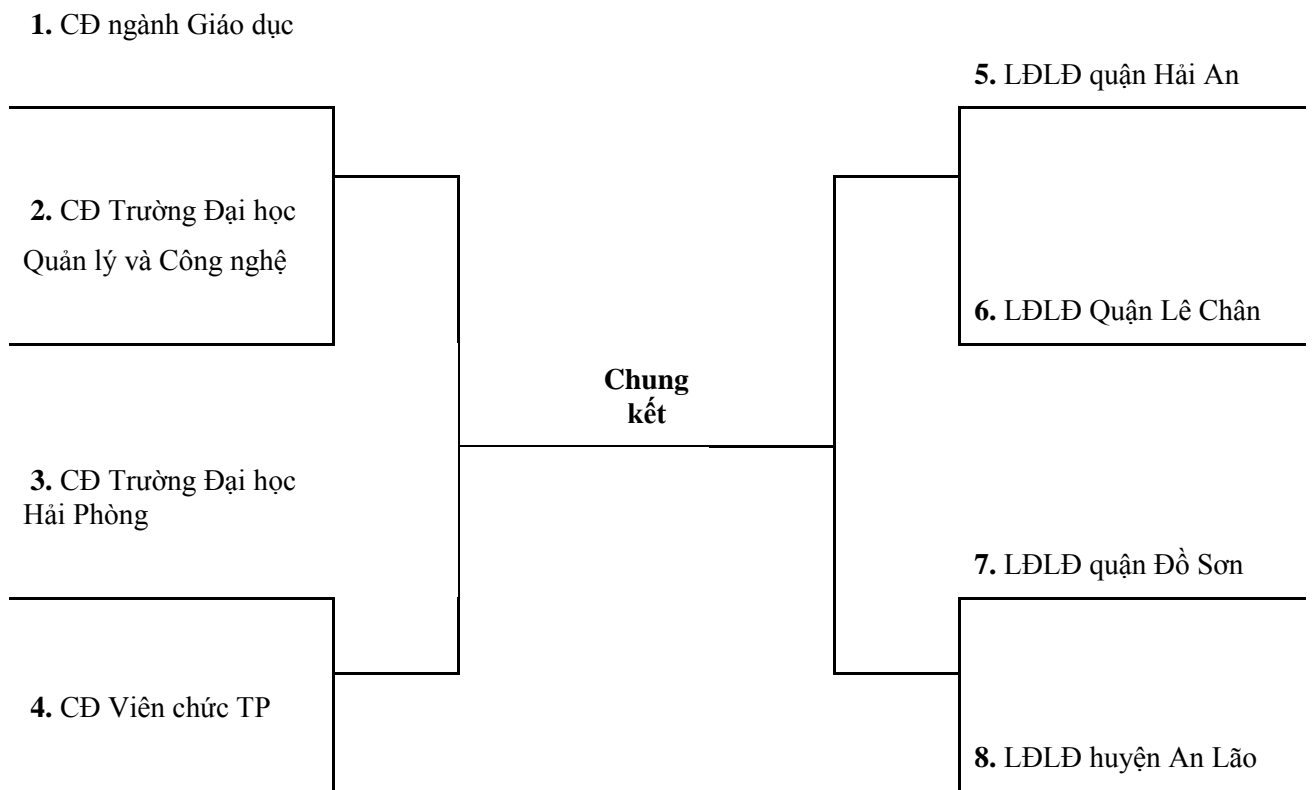 1. CĐ ngành Giáo dục
2. CĐ Trường Đại học
Quản lý và Công nghệ
3. CĐ Trường Đại học
Hải Phòng
4. CĐ Viên chức TP
Chung
kết
5. LĐLĐ quận Hải An
6. LĐLĐ Quận Lê Chân
7. LĐLĐ quận Đồ Sơn
8. LĐLĐ huyện An Lão